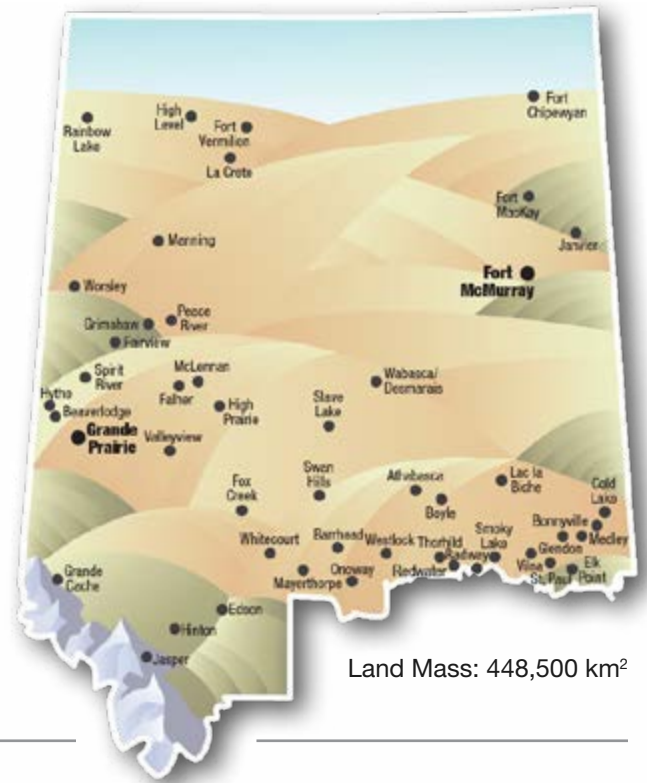 Fort
Chipewyan
High
Level
Rainbow
Lake
Fort
Vermilion
La Crete
Fort
MacKay
Janvier
Manning
Fort
McMurray
Worsley
Peace
River
Grimshaw
Fairview
Spirit
River
McLennan
Wabasca/
Desmarais
Hythe
Beaverlodge
Falher
High
Prairie
Slave
Lake
Grande
Prairie
Valleyview
Swan
Hills
Athabasca
Lac la
Biche
Fox
Creek
Boyle
Cold
Lake
Bonnyville
Medley
Whitecourt
Barrhead
Westlock
Thorhild
Smoky
Lake
Radway
Glendon
Grande
Cache
Mayerthorpe
Onoway
Redwater
Vilna
St. Paul
Elk
Point
Edson
Hinton
Jasper
Land Mass: 448,500 km²